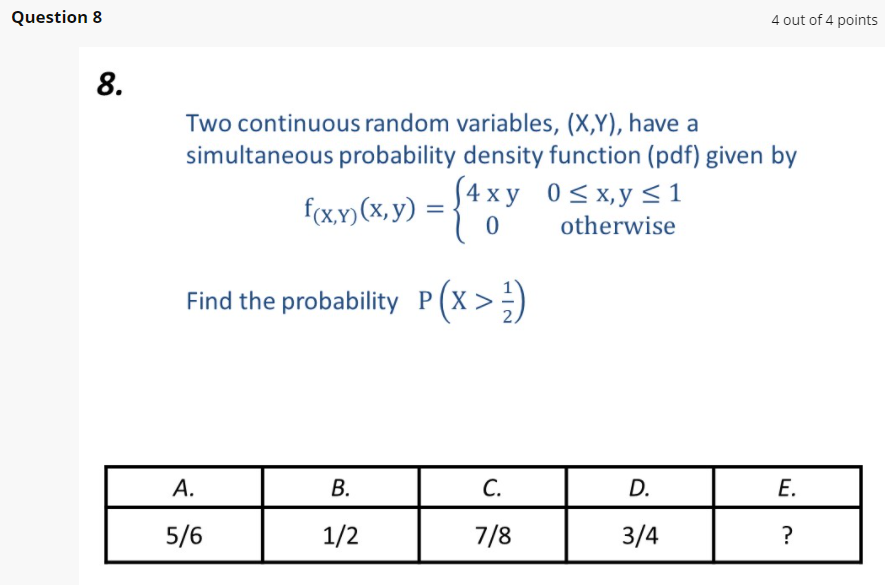 Question 8
4 out of 4 points
8.
Two continuous random variables, (X,Y), have a
simultaneous probability density function (pdf) given by
f(X,Y)(x,y) = { 4 x y   0 ≤ x,y ≤ 1
0   otherwise
Find the probability P(X > 1/2)
A. B. C. D. E.
5/6 1/2 7/8 3/4 ?